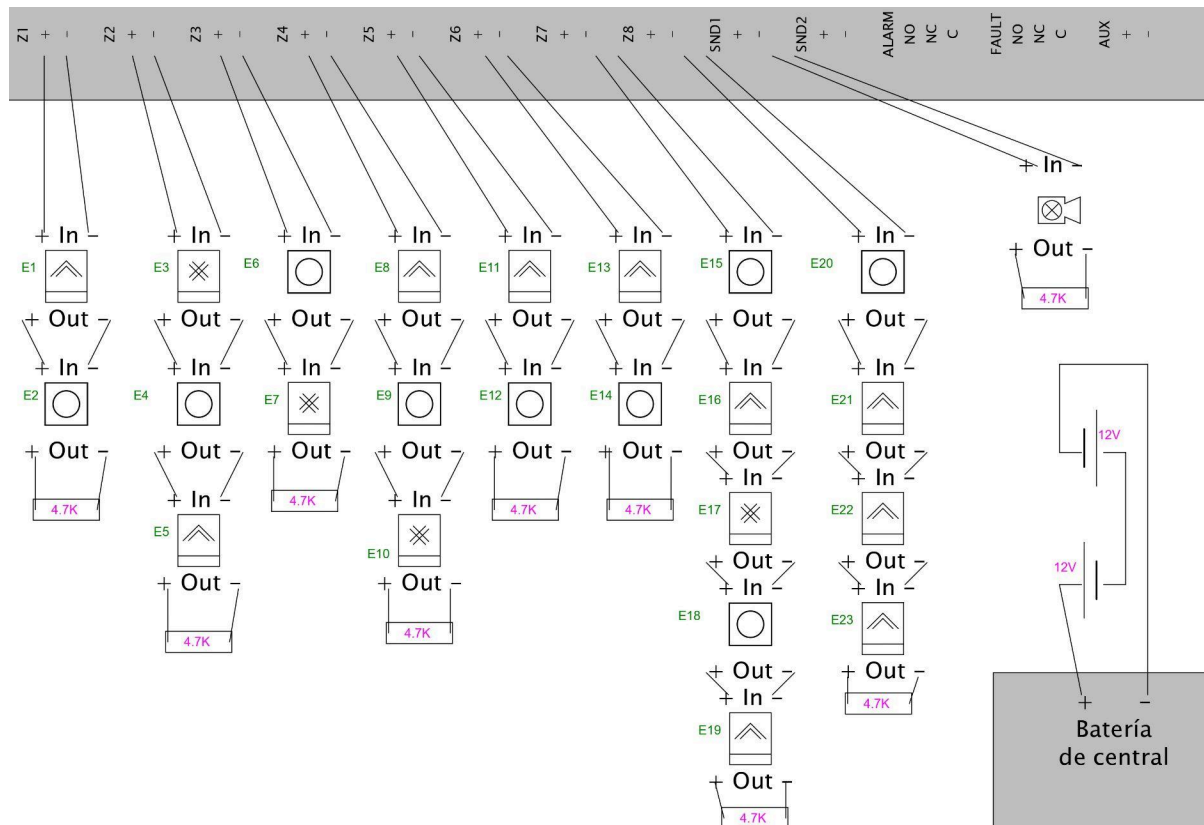 Z1 + -
Z2 + -
Z3 + -
Z4 + -
Z5 + -
Z6 + -
Z7 + -
Z8 + -
SND1 + -
SND2 + -
ALARM NO NC C
FAULT NO NC C
AUX + -
+ In -
+ Out -
4.7K
+ In -
E1
+ Out -
+ In -
E2
+ Out -
4.7K
+ In -
E3
+ Out -
+ In -
E4
+ Out -
+ In -
E5
+ Out -
4.7K
+ In -
E6
+ Out -
+ In -
E7
+ Out -
4.7K
+ In -
E8
+ Out -
+ In -
E9
+ Out -
+ In -
E10
+ Out -
4.7K
+ In -
E11
+ Out -
+ In -
E12
+ Out -
4.7K
+ In -
E13
+ Out -
+ In -
E14
+ Out -
4.7K
+ In -
E15
+ Out -
+ In -
E16
+ Out -
+ In -
E17
+ Out -
+ In -
E18
+ Out -
+ In -
E19
+ Out -
4.7K
+ In -
E20
+ Out -
+ In -
E21
+ Out -
+ In -
E22
+ Out -
+ In -
E23
+ Out -
4.7K
12V
12V
+ -
Batería
de central